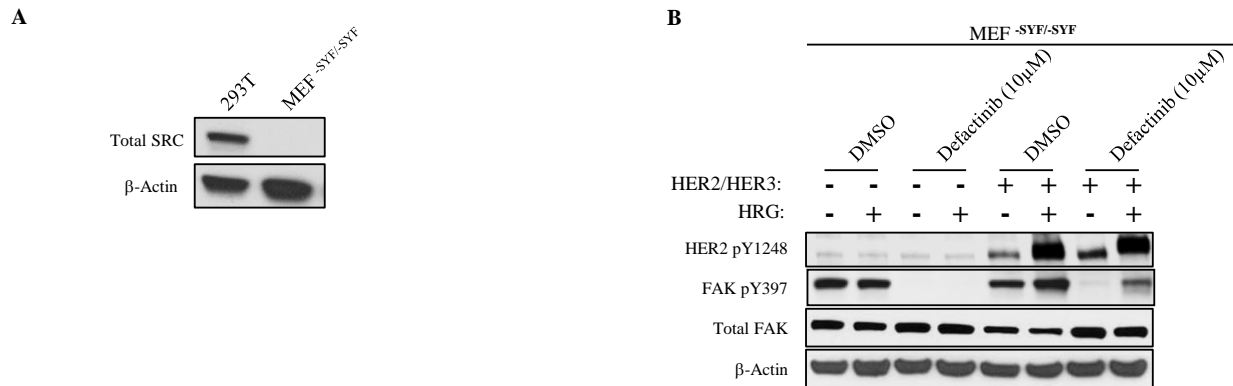 A
293T
MEF -SYF/-SYF
Total SRC
β-Actin
B
MEF -SYF/-SYF
DMSO
Defactinib (10µM)
DMSO
Defactinib (10µM)
HER2/HER3: - - - - + + + +
HRG: - + - + - + - +
HER2 pY1248
FAK pY397
Total FAK
β-Actin